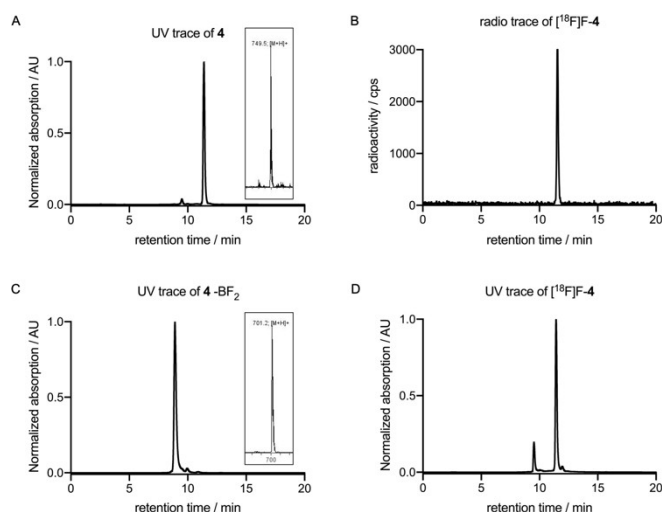 A
UV trace of 4
749.5; [M+H]+
Normalized absorption / AU
1.0
0.5
0.0
0 5 10 15 20
retention time / min
B
radio trace of [¹⁸F]F-4
radioactivity / cps
3000
2000
1000
0
0 5 10 15 20
retention time / min
C
UV trace of 4 -BF₂
701.2; [M+H]+
700
Normalized absorption / AU
1.0
0.5
0.0
0 5 10 15 20
retention time / min
D
UV trace of [¹⁸F]F-4
Normalized absorption / AU
1.0
0.5
0.0
0 5 10 15 20
retention time / min